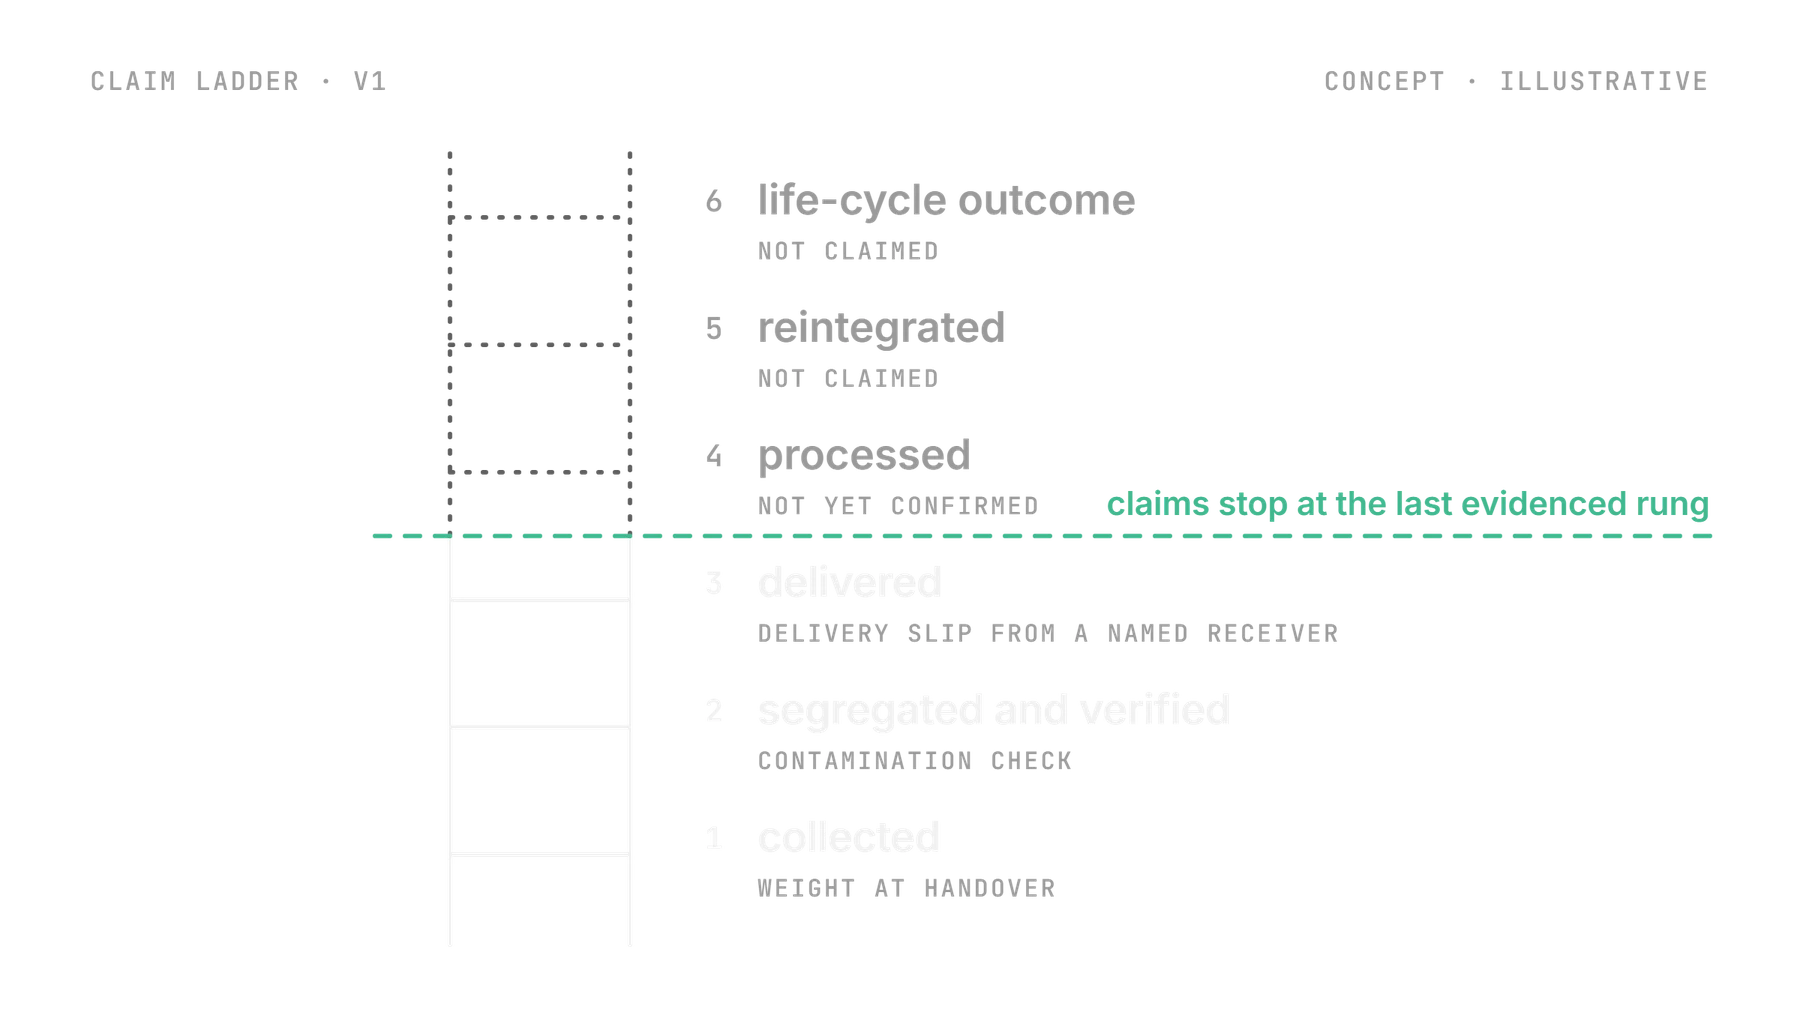 CLAIM LADDER · V1
CONCEPT · ILLUSTRATIVE
6 life-cycle outcome
NOT CLAIMED
5 reintegrated
NOT CLAIMED
4 processed
NOT YET CONFIRMED
claims stop at the last evidenced rung
3 delivered
DELIVERY SLIP FROM A NAMED RECEIVER
2 segregated and verified
CONTAMINATION CHECK
1 collected
WEIGHT AT HANDOVER